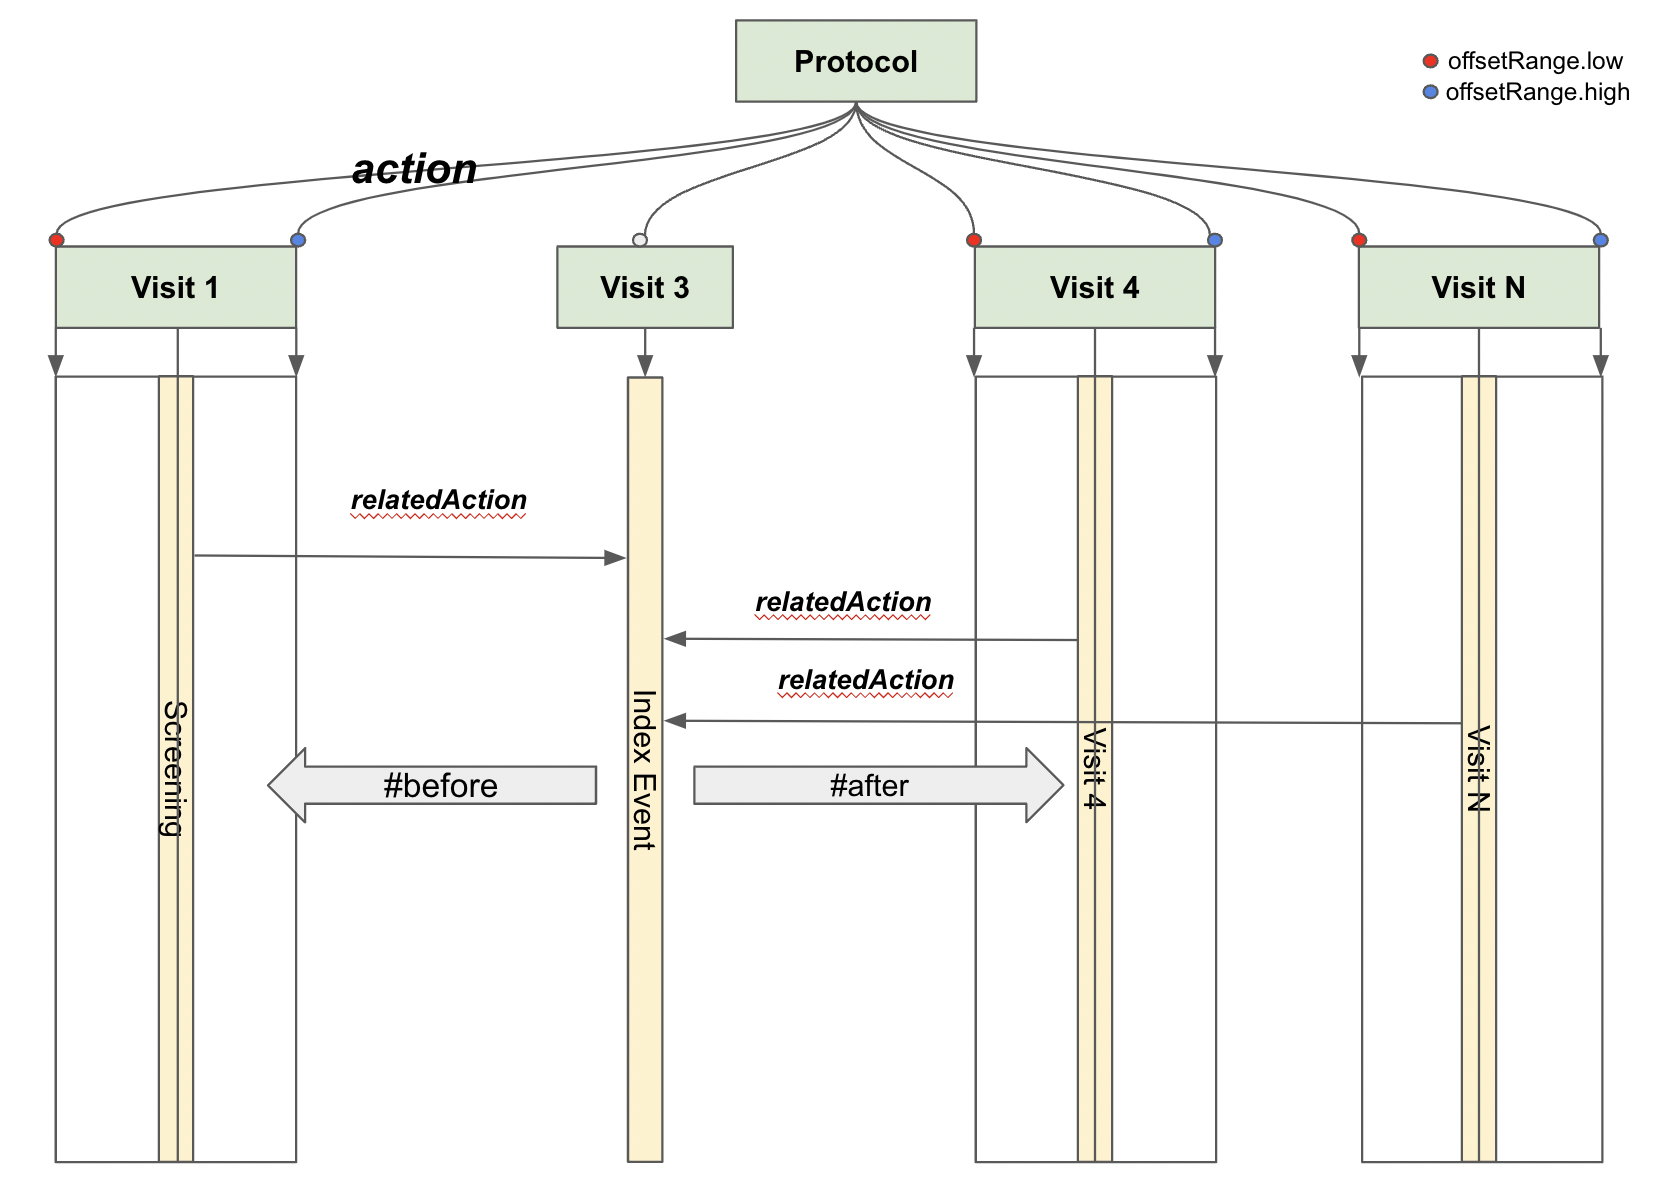 Protocol
offsetRange.low
offsetRange.high
action
Visit 1
Visit 3
Visit 4
Visit N
relatedAction
relatedAction
relatedAction
Screening
Index Event
Visit 4
Visit N
#before
#after